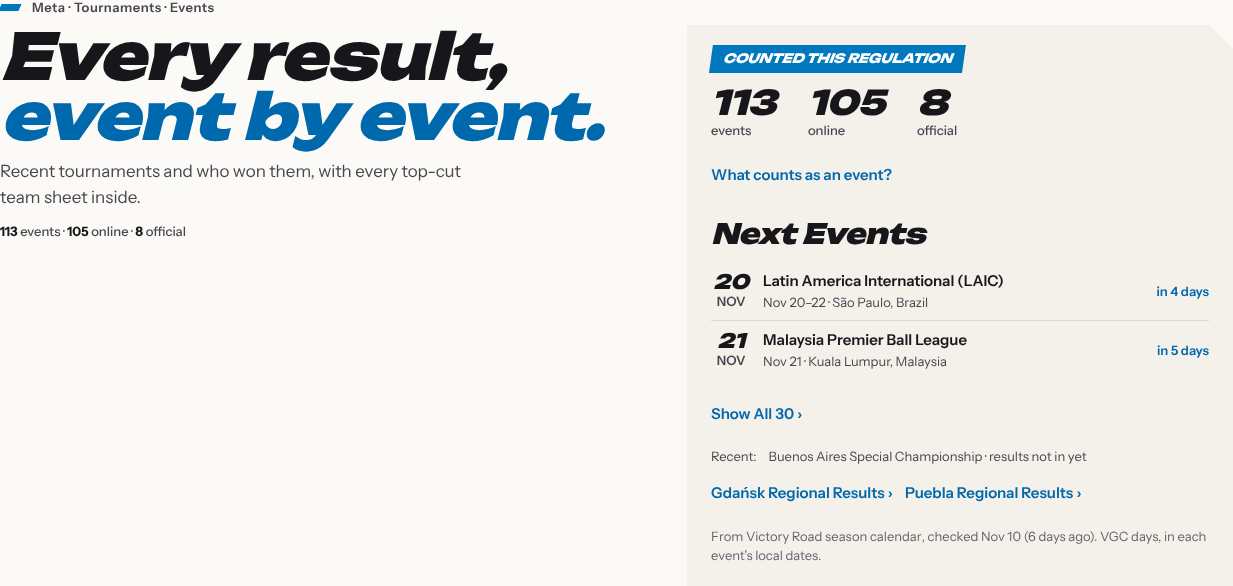 Meta · Tournaments · Events
Every result,
event by event.
Recent tournaments and who won them, with every top-cut
team sheet inside.
113 events · 105 online · 8 official
COUNTED THIS REGULATION
113 105 8
events online official
What counts as an event?
Next Events
20 Latin America International (LAIC)
NOV Nov 20–22 · São Paulo, Brazil
in 4 days
21 Malaysia Premier Ball League
NOV Nov 21 · Kuala Lumpur, Malaysia
in 5 days
Show All 30 ›
Recent: Buenos Aires Special Championship · results not in yet
Gdańsk Regional Results › Puebla Regional Results ›
From Victory Road season calendar, checked Nov 10 (6 days ago). VGC days, in each
event's local dates.